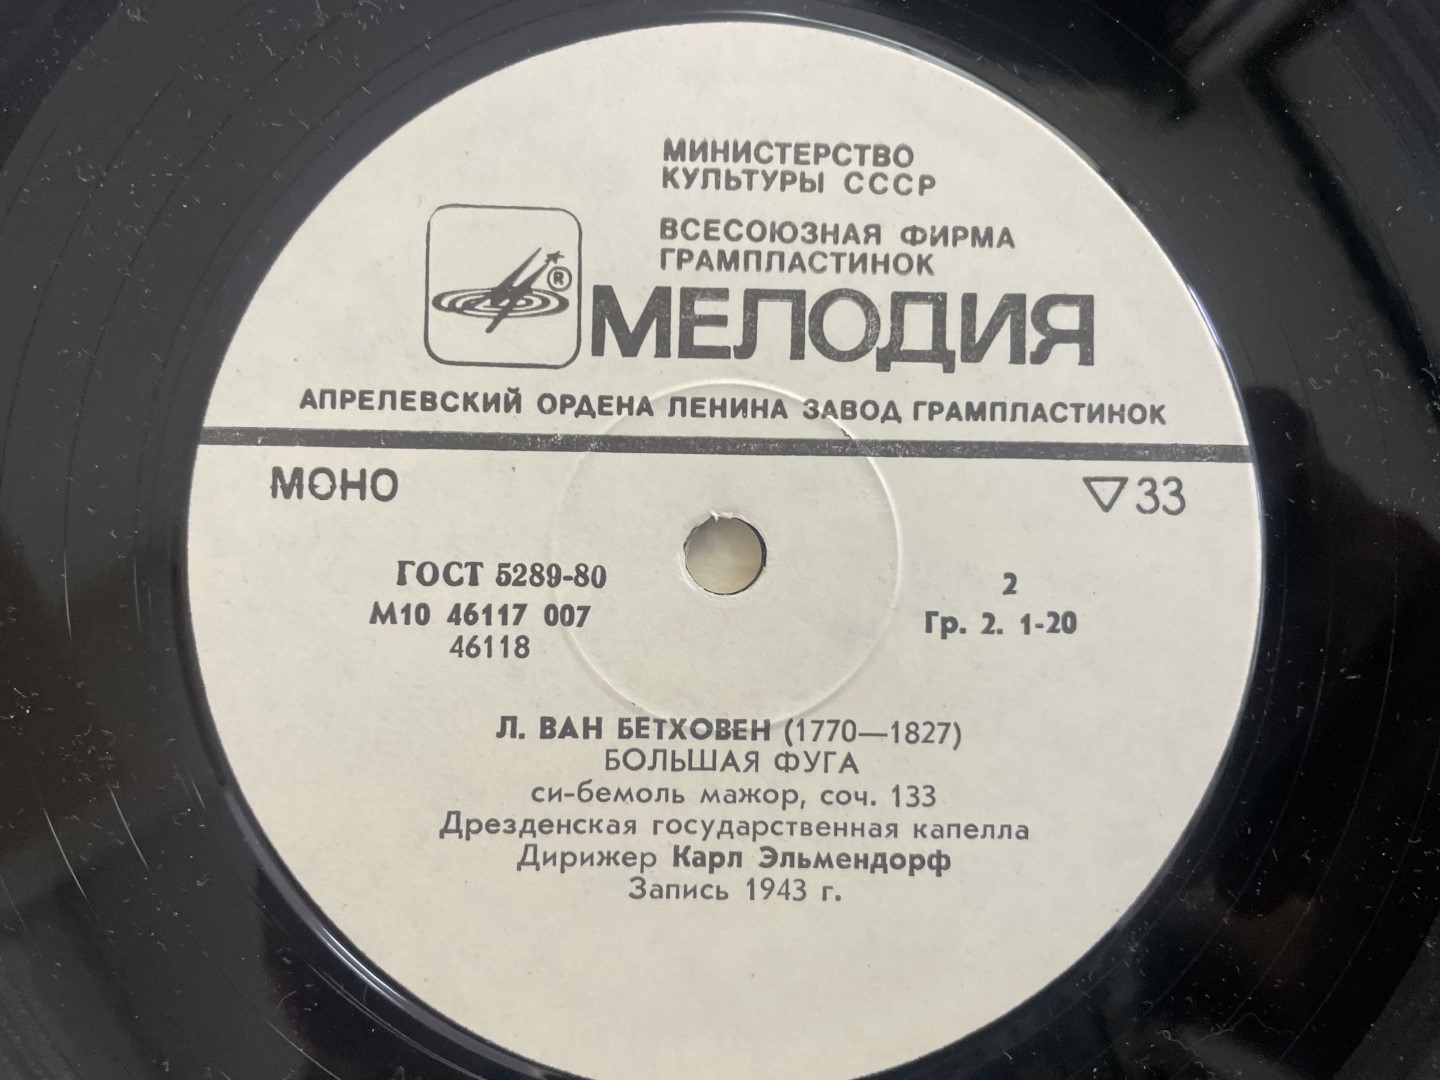 МИНИСТЕРСТВО
КУЛЬТУРЫ СССР
ВСЕСОЮЗНАЯ ФИРМА
ГРАМПЛАСТИНОК
®
МЕЛОДИЯ
АПРЕЛЕВСКИЙ ОРДЕНА ЛЕНИНА ЗАВОД ГРАМПЛАСТИНОК
МОНО
▽33
ГОСТ 5289-80
М10 46117 007
46118
2
Гр. 2. 1-20
Л. ВАН БЕТХОВЕН (1770—1827)
БОЛЬШАЯ ФУГА
си-бемоль мажор, соч. 133
Дрезденская государственная капелла
Дирижер Карл Эльмендорф
Запись 1943 г.